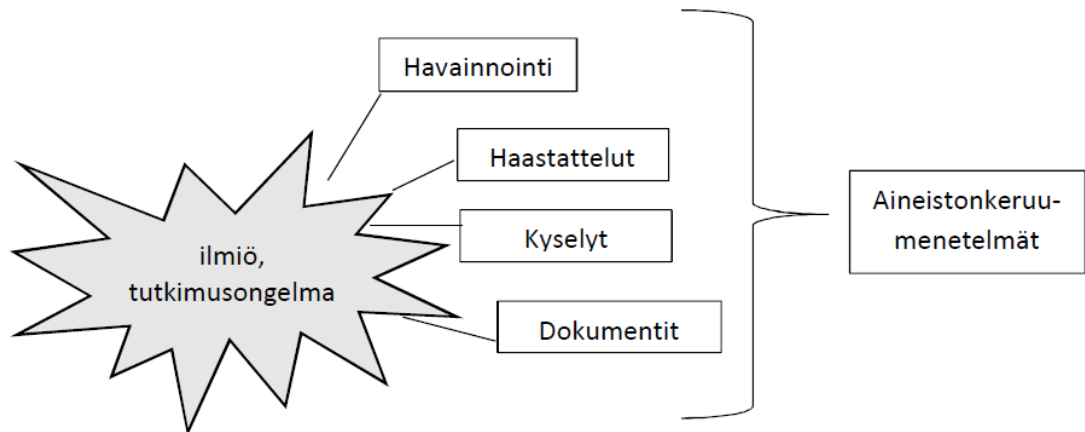 Havainnointi
Haastattelut
Kyselyt
Dokumentit
ilmiö,
tutkimusongelma
Aineistonkeruu-
menetelmät